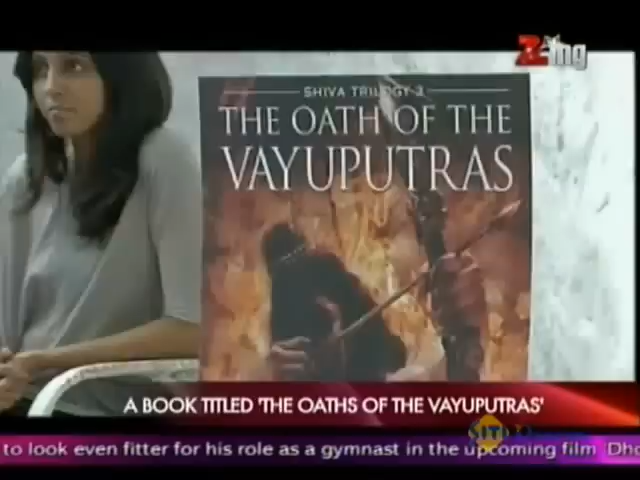 Zing
SHIVA TRILOGY 3
THE OATH OF THE
VAYUPUTRAS
A BOOK TITLED 'THE OATHS OF THE VAYUPUTRAS'
SITI
to look even fitter for his role as a gymnast in the upcoming film 'Dho